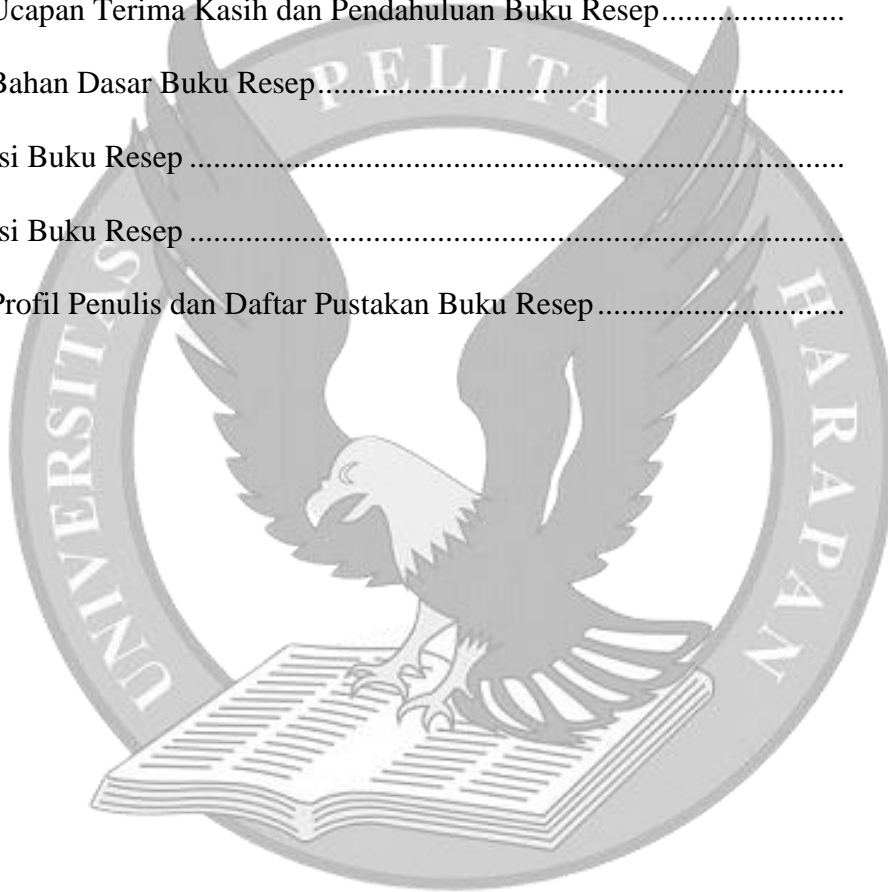 Ucapan Terima Kasih dan Pendahuluan Buku Resep.......................
Bahan Dasar Buku Resep...................................................................
si Buku Resep ...................................................................................
si Buku Resep ...................................................................................
Profil Penulis dan Daftar Pustakan Buku Resep ...............................
UNIVERSITAS PELITA HARAPAN